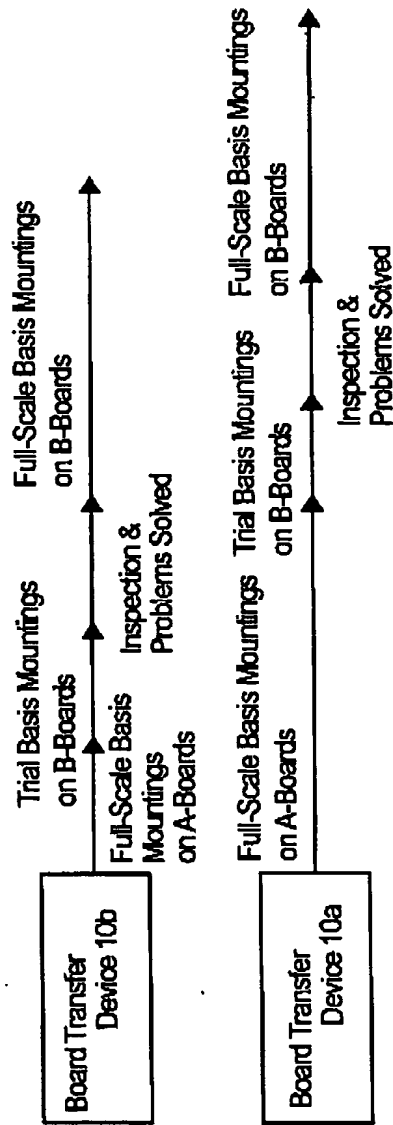 Board Transfer
Device 10b
Trial Basis Mountings
on B-Boards
Full-Scale Basis Mountings
on B-Boards
Full-Scale Basis
Mountings
on A-Boards
Inspection &
Problems Solved
Board Transfer
Device 10a
Full-Scale Basis Mountings
on A-Boards
Trial Basis Mountings
on B-Boards
Full-Scale Basis Mountings
on B-Boards
Inspection &
Problems Solved